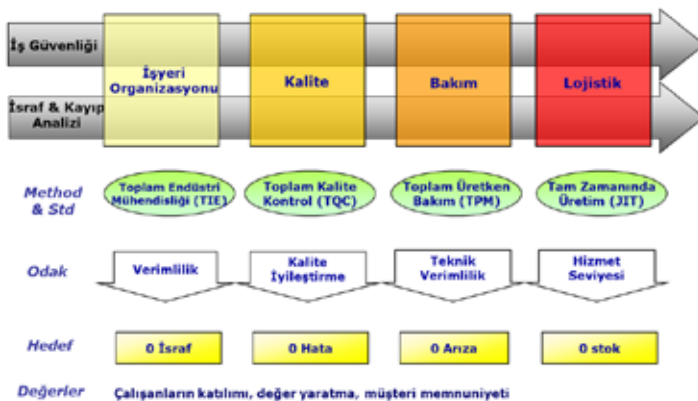 İş Güvenliği
İşyeri
Organizasyonu
Kalite
Bakım
Lojistik
İsraf & Kayıp
Analizi
Method
& Std
Toplam Endüstri
Mühendisliği (TIE)
Toplam Kalite
Kontrol (TQC)
Toplam Üretken
Bakım (TPM)
Tam Zamanında
Üretim (JIT)
Odak
Verimlilik
Kalite
İyileştirme
Teknik
Verimlilik
Hizmet
Seviyesi
Hedef
0 İsraf
0 Hata
0 Arıza
0 stok
Değerler
Çalışanların katılımı, değer yaratma, müşteri memnuniyeti